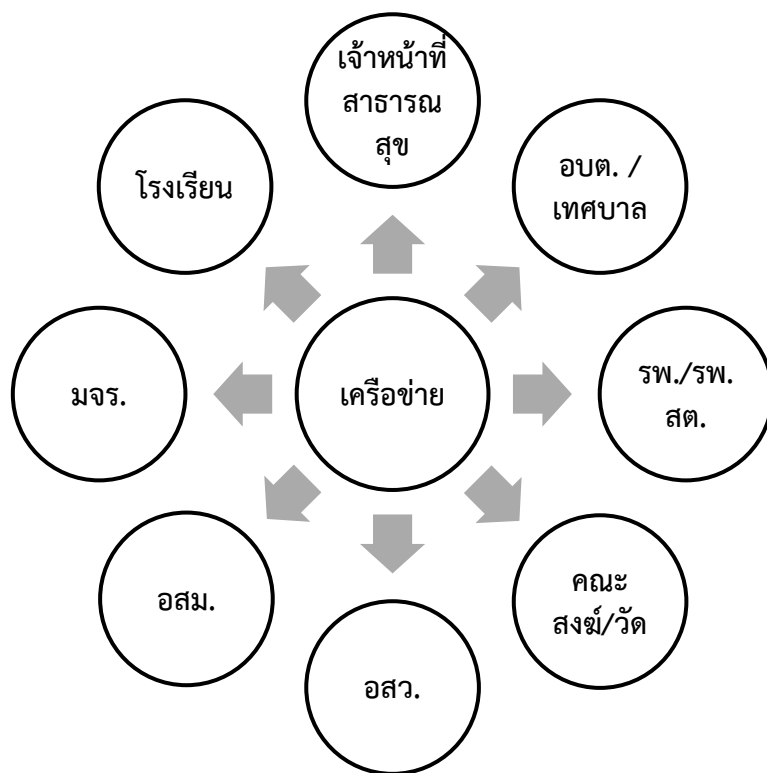 เจ้าหน้าที่
สาธารณ
สุข
อบต. /
เทศบาล
รพ./รพ.
สต.
คณะ
สงฆ์/วัด
อสว.
อสม.
มจร.
โรงเรียน
เครือข่าย